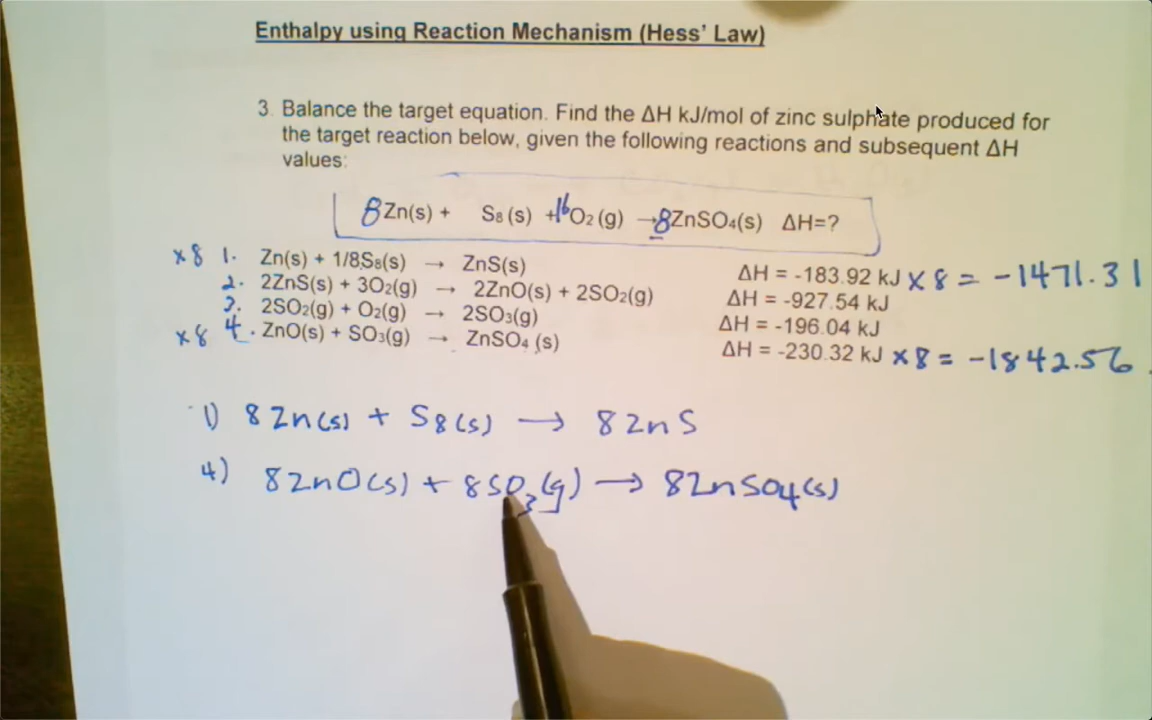 Enthalpy using Reaction Mechanism (Hess' Law)
3. Balance the target equation. Find the ΔH kJ/mol of zinc sulphate produced for
the target reaction below, given the following reactions and subsequent ΔH
values:
8Zn(s) + S₈ (s) +16O₂ (g) →8ZnSO₄(s) ΔH=?
x8 1. Zn(s) + 1/8S₈(s) → ZnS(s) ΔH = -183.92 kJ x 8 = -1471.31
2. 2ZnS(s) + 3O₂(g) → 2ZnO(s) + 2SO₂(g) ΔH = -927.54 kJ
3. 2SO₂(g) + O₂(g) → 2SO₃(g) ΔH = -196.04 kJ
x8 4. ZnO(s) + SO₃(g) → ZnSO₄ (s) ΔH = -230.32 kJ x 8 = -1842.56
1) 8Zn(s) + S₈(s) → 8ZnS
4) 8ZnO(s) + 8SO₃(g) → 8ZnSO₄(s)